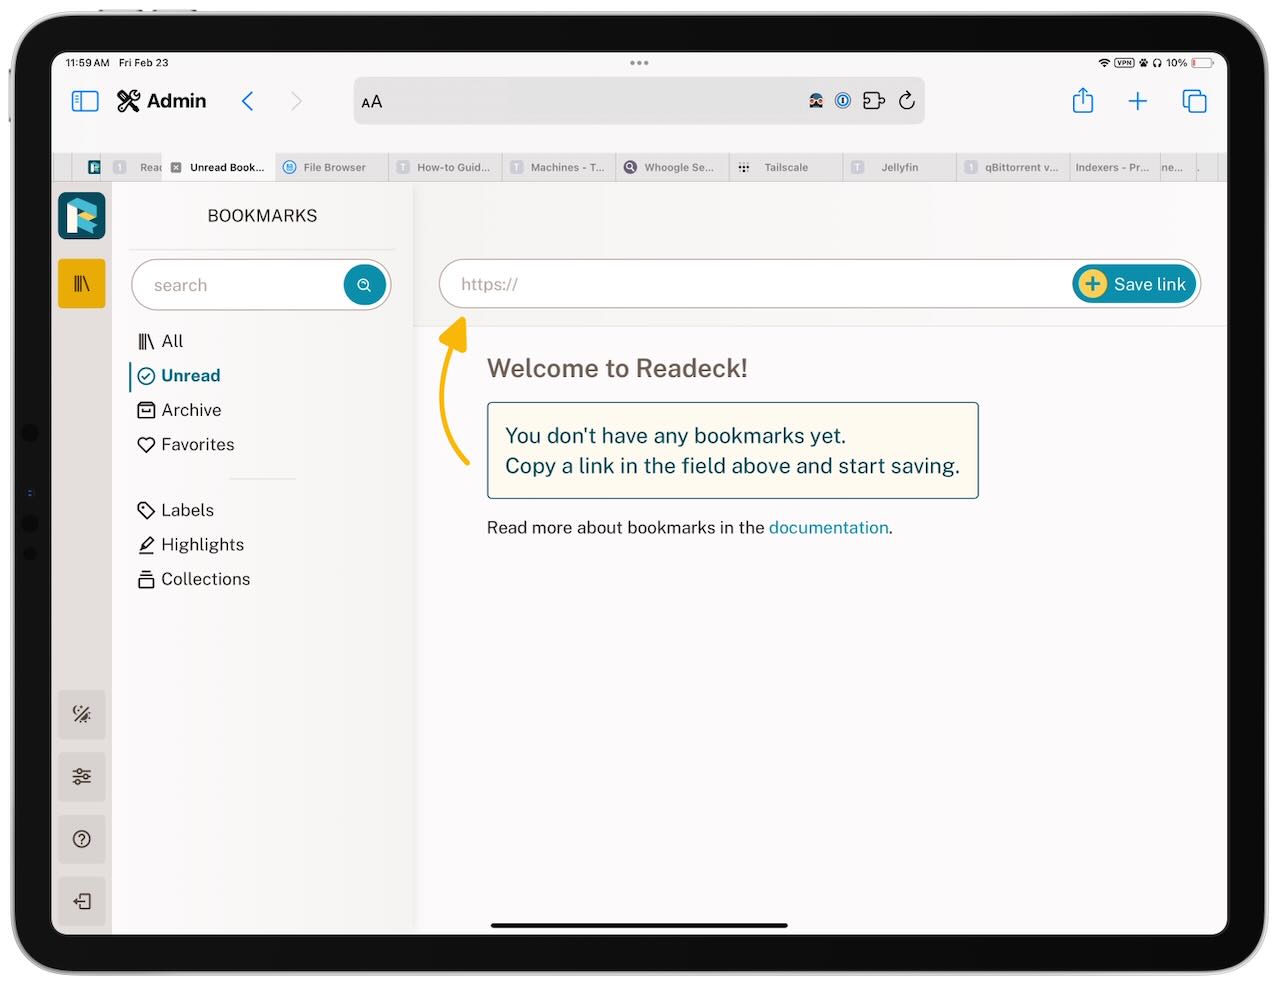 11:59 AM Fri Feb 23
VPN 10%
Admin
AA
Reac
Unread Book...
File Browser
T How-to Guid...
T Machines - T...
Whoogle Se...
Tailscale
T Jellyfin
1 qBittorrent v...
Indexers - Pr...
ne...
BOOKMARKS
search
https://
Save link
All
Unread
Archive
Favorites
Labels
Highlights
Collections
Welcome to Readeck!
You don't have any bookmarks yet.
Copy a link in the field above and start saving.
Read more about bookmarks in the documentation.